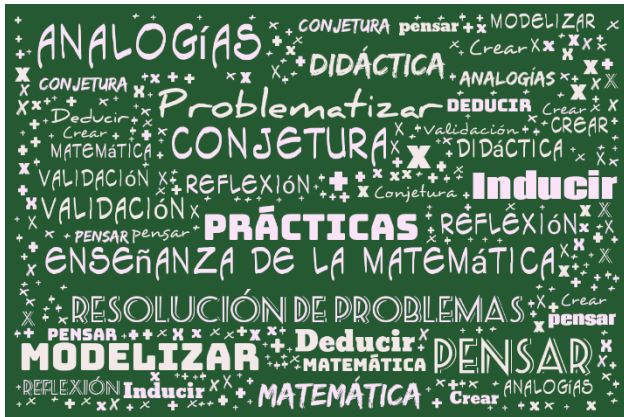 ANALOGÍAS CONJETURA pensar MODELIZAR
Crear
DIDÁCTICA
CONJETURA ANALOGÍAS
Problematizar DEDUCIR Crear
Deducir
Crear CONJETURA Validación CREAR
MATEMÁTICA DIDÁCTICA
VALIDACIÓN REFLEXIÓN Conjetura Inducir
VALIDACIÓN PRÁCTICAS REFLEXIÓN
PENSAR pensar
ENSEÑANZA DE LA MATEMÁTICA
RESOLUCIÓN DE PROBLEMAS Crear
pensar
PENSAR Deducir PENSAR
MODELIZAR MATEMÁTICA
REFLEXIÓN Inducir MATEMÁTICA Crear ANALOGÍAS